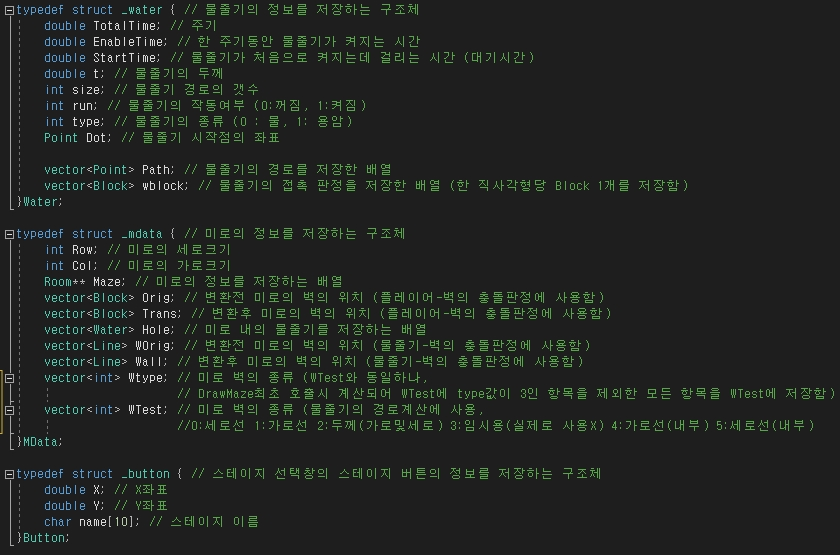 typedef struct _water { // 물줄기의 정보를 저장하는 구조체
double TotalTime; // 주기
double EnableTime; // 한 주기동안 물줄기가 켜지는 시간
double StartTime; // 물줄기가 처음으로 켜지는데 걸리는 시간 (대기시간)
double t; // 물줄기의 두께
int size; // 물줄기 경로의 갯수
int run; // 물줄기의 작동여부 (0:꺼짐, 1:켜짐)
int type; // 물줄기의 종류 (0 : 물, 1: 용암)
Point Dot; // 물줄기 시작점의 좌표
vector<Point> Path; // 물줄기의 경로를 저장한 배열
vector<Block> wblock; // 물줄기의 접촉 판정을 저장한 배열 (한 직사각형당 Block 1개를 저장함)
}Water;
typedef struct _mdata { // 미로의 정보를 저장하는 구조체
int Row; // 미로의 세로크기
int Col; // 미로의 가로크기
Room** Maze; // 미로의 정보를 저장하는 배열
vector<Block> Orig; // 변환전 미로의 벽의 위치 (플레이어-벽의 충돌판정에 사용함)
vector<Block> Trans; // 변환후 미로의 벽의 위치 (플레이어-벽의 충돌판정에 사용함)
vector<Water> Hole; // 미로 내의 물줄기를 저장하는 배열
vector<Line> WOrig; // 변환전 미로의 벽의 위치 (물줄기-벽의 충돌판정에 사용함)
vector<Line> Wall; // 변환후 미로의 벽의 위치 (물줄기-벽의 충돌판정에 사용함)
vector<int> Wtype; // 미로 벽의 종류 (WTest와 동일하나,
// DrawMaze최초 호출시 계산되어 WTest에 type값이 3인 항목을 제외한 모든 항목을 WTest에 저장함)
vector<int> WTest; // 미로 벽의 종류 (물줄기의 경로계산에 사용,
//0:세로선 1:가로선 2:두께(가로및세로) 3:임시용(실제로 사용X) 4:가로선(내부) 5:세로선(내부)
}MData;
typedef struct _button { // 스테이지 선택창의 스테이지 버튼의 정보를 저장하는 구조체
double X; // X좌표
double Y; // Y좌표
char name[10]; // 스테이지 이름
}Button;